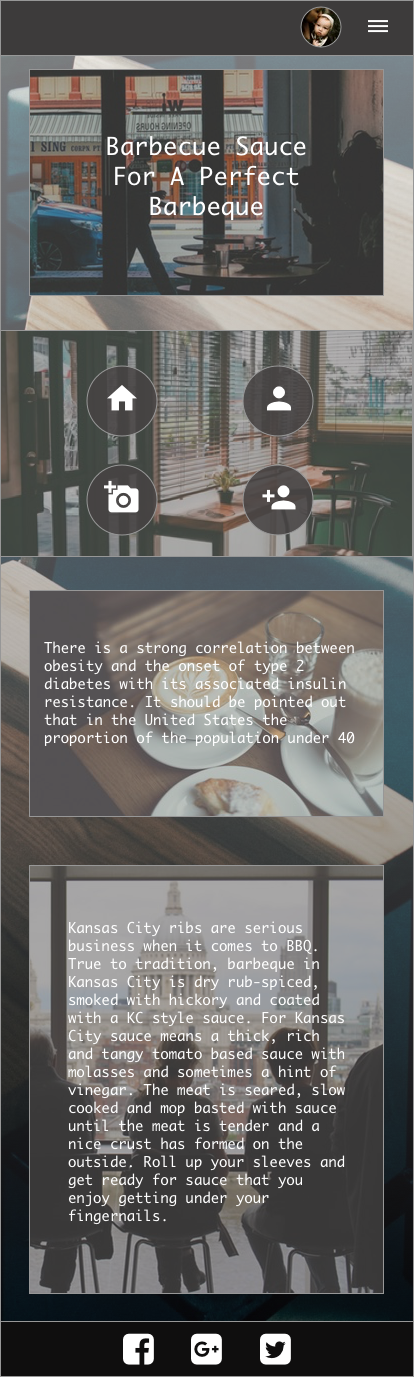 SING
OPENING HOURS
Barbecue Sauce
For A Perfect
Barbeque
There is a strong correlation between
obesity and the onset of type 2
diabetes with its associated insulin
resistance. It should be pointed out
that in the United States the
proportion of the population under 40
Kansas City ribs are serious
business when it comes to BBQ.
True to tradition, barbeque in
Kansas City is dry rub-spiced,
smoked with hickory and coated
with a KC style sauce. For Kansas
City sauce means a thick, rich
and tangy tomato based sauce with
molasses and sometimes a hint of
vinegar. The meat is seared, slow
cooked and mop basted with sauce
until the meat is tender and a
nice crust has formed on the
outside. Roll up your sleeves and
get ready for sauce that you
enjoy getting under your
fingernails.